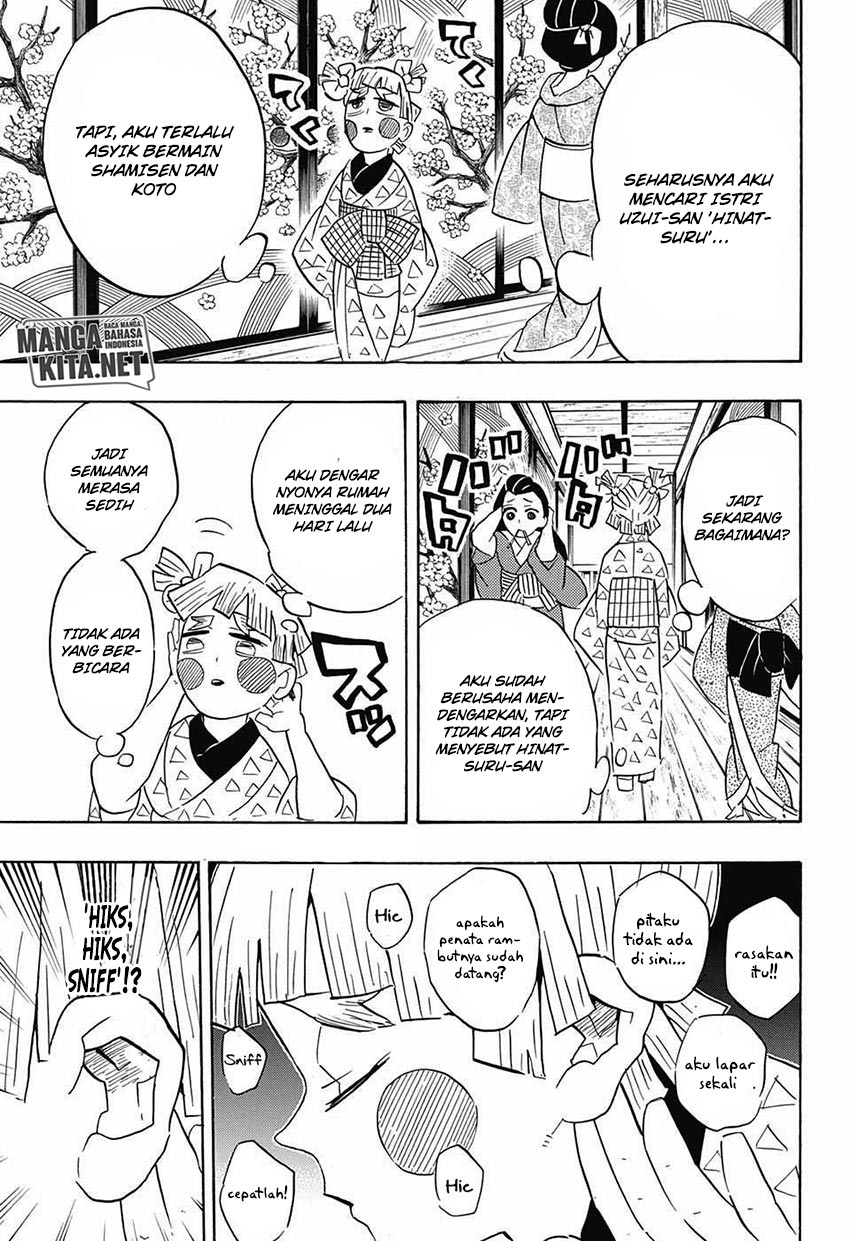 SEHARUSNYA AKU
MENCARI ISTRI
UZUI-SAN 'HINAT-
SURU'...
てく
てく
TAPI, AKU TERLALU
ASYIK BERMAIN
SHAMISEN DAN
KOTO
MANGA
KITA.NET
BACA MANGA
BAHASA
INDONESIA
JADI
SEKARANG
BAGAIMANA?
AKU SUDAH
BERUSAHA MEN-
DENGARKAN, TAPI
TIDAK ADA YANG
MENYEBUT HINAT-
SURU-SAN
AKU DENGAR
NYONYA RUMAH
MENINGGAL DUA
HARI LALU
JADI
SEMUANYA
MERASA
SEDIH
TIDAK ADA
YANG BER-
BICARA
rasakan
itu!!
pitaku
tidak ada
di sini...
aku lapar
sekali
apakah
penata ram-
butnya sudah
datang?
Hic
Sniff
Hic
cepatlah!
'HIKS,
HIKS,
SNIFF'!?